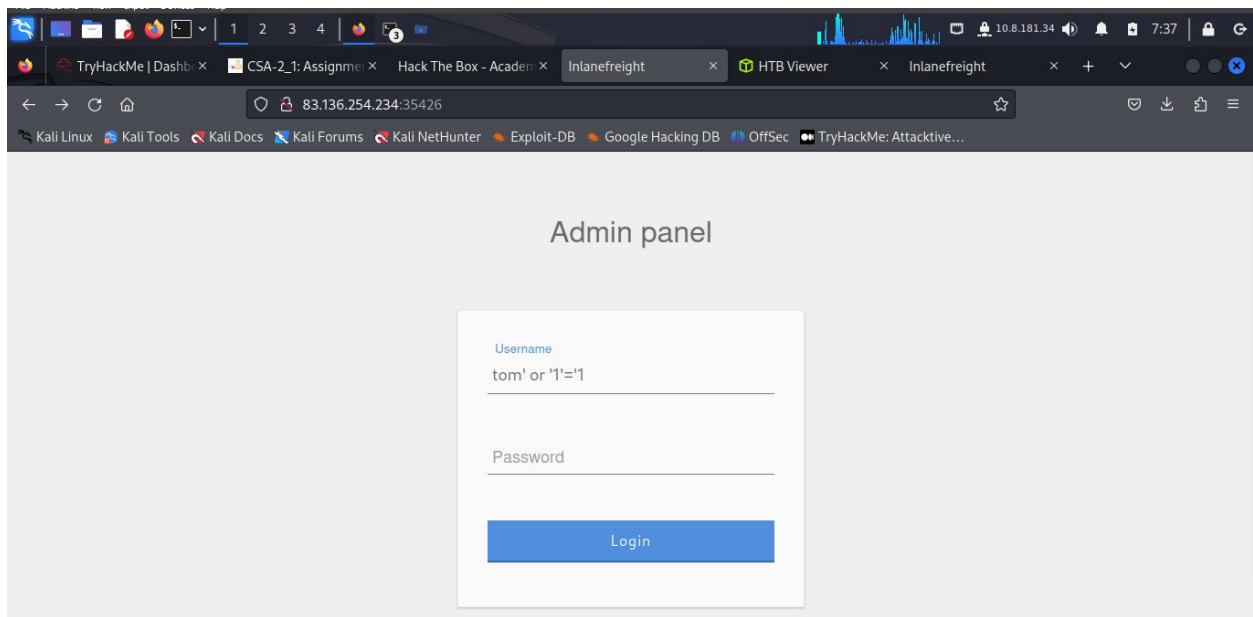 1 2 3 4 3 10.8.181.34 7:37
TryHackMe | Dashb CSA-2_1: Assignme Hack The Box - Academ Inlanefreight HTB Viewer Inlanefreight
83.136.254.234:35426
Kali Linux Kali Tools Kali Docs Kali Forums Kali NetHunter Exploit-DB Google Hacking DB OffSec TryHackMe: Attacktive…
Admin panel
Username
tom' or '1'='1
Password
Login